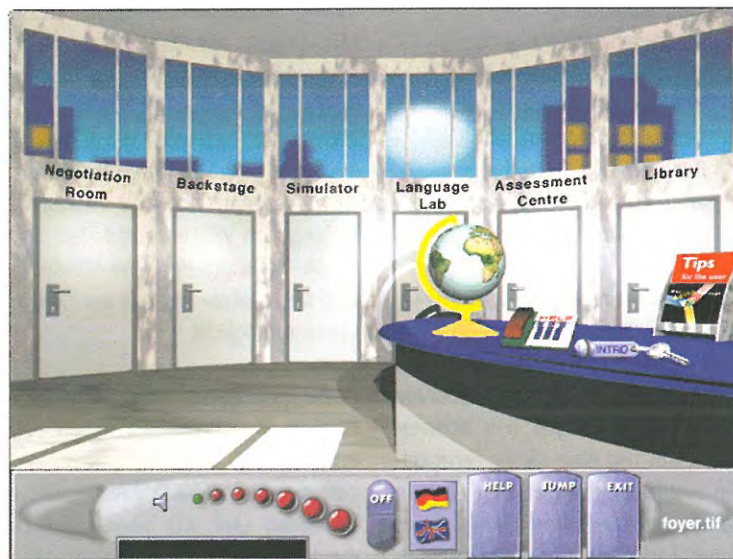 Negotiation
Room
Backstage
Simulator
Language
Lab
Assessment
Centre
Library
Tips
for the user
HELP
INTRO
OFF
HELP
JUMP
EXIT
foyer.tif